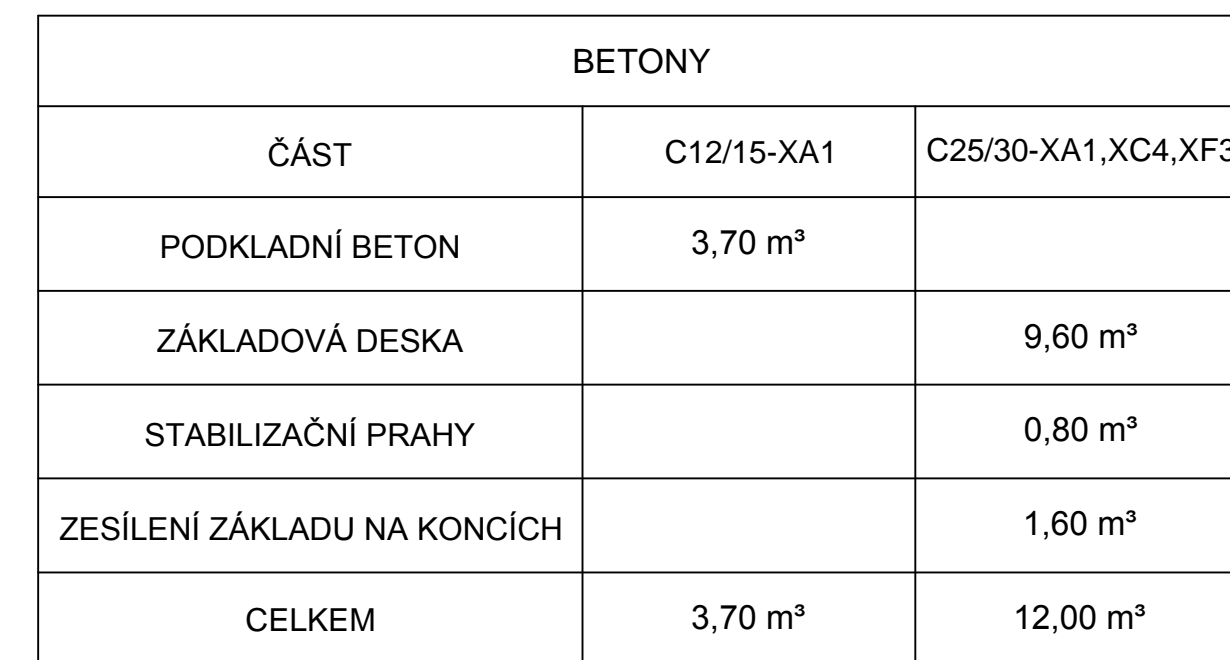 BETONY
ČÁST C12/15-XA1 C25/30-XA1,XC4,XF3
PODKLADNÍ BETON 3,70 m³
ZÁKLADOVÁ DESKA 9,60 m³
STABILIZAČNÍ PRAHY 0,80 m³
ZESÍLENÍ ZÁKLADU NA KONCÍCH 1,60 m³
CELKEM 3,70 m³ 12,00 m³